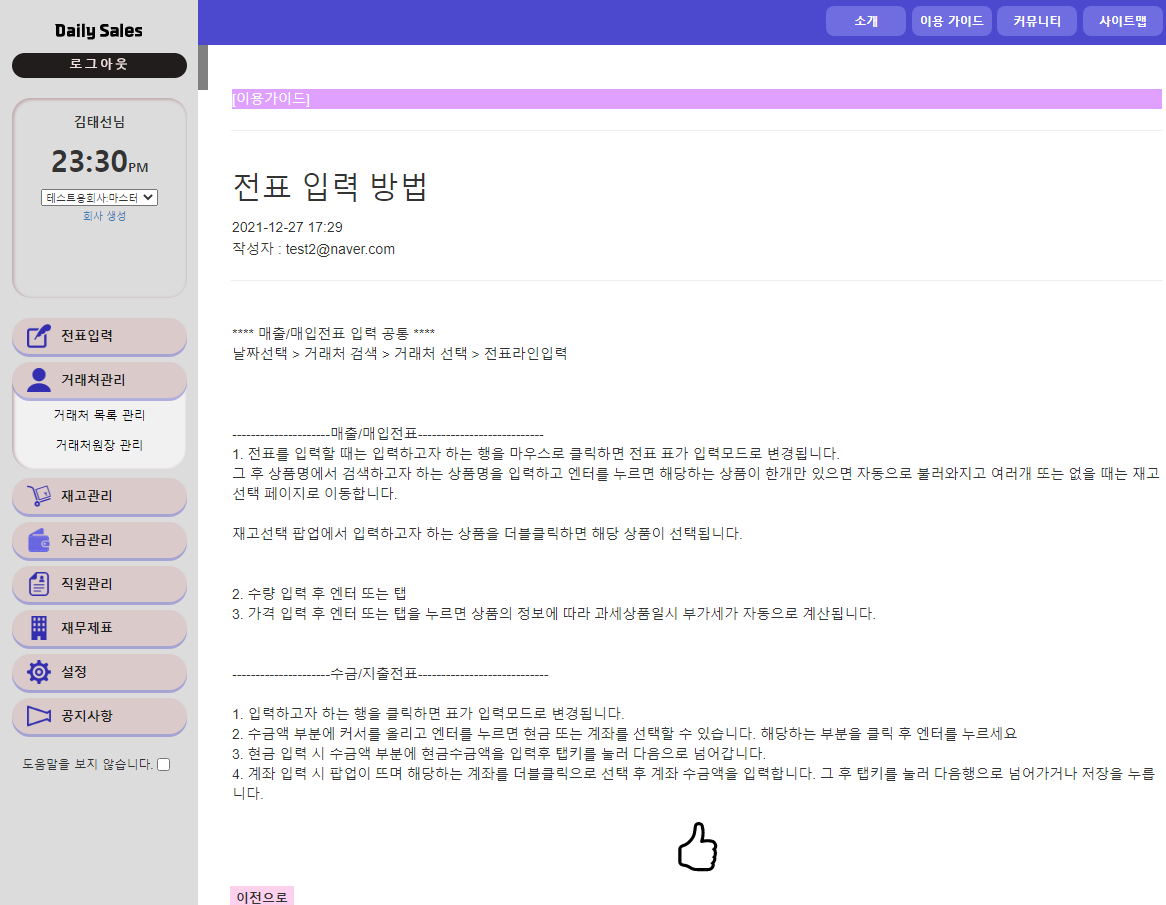 Daily Sales
로그아웃
김태선님
23:30PM
테스트용회사:마스터
회사 생성
전표입력
거래처관리
거래처 목록 관리
거래처원장 관리
재고관리
자금관리
직원관리
재무제표
설정
공지사항
도움말을 보지 않습니다.
소개
이용 가이드
커뮤니티
사이트맵
[이용가이드]
전표 입력 방법
2021-12-27 17:29
작성자 : test2@naver.com
**** 매출/매입전표 입력 공통 ****
날짜선택 > 거래처 검색 > 거래처 선택 > 전표라인입력
---------------------매출/매입전표---------------------------
1. 전표를 입력할 때는 입력하고자 하는 행을 마우스로 클릭하면 전표 표가 입력모드로 변경됩니다.
그 후 상품명에서 검색하고자 하는 상품명을 입력하고 엔터를 누르면 해당하는 상품이 한개만 있으면 자동으로 불러와지고 여러개 또는 없을 때는 재고
선택 페이지로 이동합니다.
재고선택 팝업에서 입력하고자 하는 상품을 더블클릭하면 해당 상품이 선택됩니다.
2. 수량 입력 후 엔터 또는 탭
3. 가격 입력 후 엔터 또는 탭을 누르면 상품의 정보에 따라 과세상품일시 부가세가 자동으로 계산됩니다.
---------------------수금/지출전표----------------------------
1. 입력하고자 하는 행을 클릭하면 표가 입력모드로 변경됩니다.
2. 수금액 부분에 커서를 올리고 엔터를 누르면 현금 또는 계좌를 선택할 수 있습니다. 해당하는 부분을 클릭 후 엔터를 누르세요
3. 현금 입력 시 수금액 부분에 현금수금액을 입력후 탭키를 눌러 다음으로 넘어갑니다.
4. 계좌 입력 시 팝업이 뜨며 해당하는 계좌를 더블클릭으로 선택 후 계좌 수금액을 입력합니다. 그 후 탭키를 눌러 다음행으로 넘어가거나 저장을 누릅
니다.
이전으로